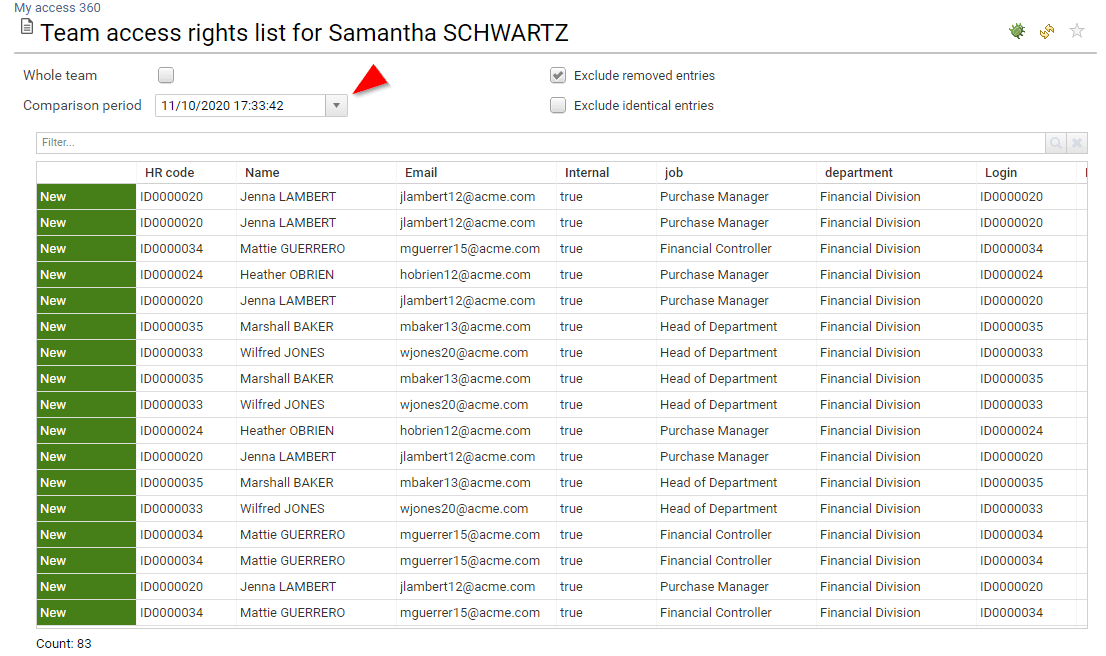 My access 360
Team access rights list for Samantha SCHWARTZ
Whole team Exclude removed entries
Comparison period 11/10/2020 17:33:42 Exclude identical entries
Filter...
HR code Name Email Internal job department Login
New ID0000020 Jenna LAMBERT jlambert12@acme.com true Purchase Manager Financial Division ID0000020
New ID0000020 Jenna LAMBERT jlambert12@acme.com true Purchase Manager Financial Division ID0000020
New ID0000034 Mattie GUERRERO mguerrer15@acme.com true Financial Controller Financial Division ID0000034
New ID0000024 Heather OBRIEN hobrien12@acme.com true Purchase Manager Financial Division ID0000024
New ID0000020 Jenna LAMBERT jlambert12@acme.com true Purchase Manager Financial Division ID0000020
New ID0000035 Marshall BAKER mbaker13@acme.com true Head of Department Financial Division ID0000035
New ID0000033 Wilfred JONES wjones20@acme.com true Head of Department Financial Division ID0000033
New ID0000035 Marshall BAKER mbaker13@acme.com true Head of Department Financial Division ID0000035
New ID0000033 Wilfred JONES wjones20@acme.com true Head of Department Financial Division ID0000033
New ID0000024 Heather OBRIEN hobrien12@acme.com true Purchase Manager Financial Division ID0000024
New ID0000020 Jenna LAMBERT jlambert12@acme.com true Purchase Manager Financial Division ID0000020
New ID0000035 Marshall BAKER mbaker13@acme.com true Head of Department Financial Division ID0000035
New ID0000033 Wilfred JONES wjones20@acme.com true Head of Department Financial Division ID0000033
New ID0000034 Mattie GUERRERO mguerrer15@acme.com true Financial Controller Financial Division ID0000034
New ID0000034 Mattie GUERRERO mguerrer15@acme.com true Financial Controller Financial Division ID0000034
New ID0000020 Jenna LAMBERT jlambert12@acme.com true Purchase Manager Financial Division ID0000020
New ID0000034 Mattie GUERRERO mguerrer15@acme.com true Financial Controller Financial Division ID0000034
Count: 83